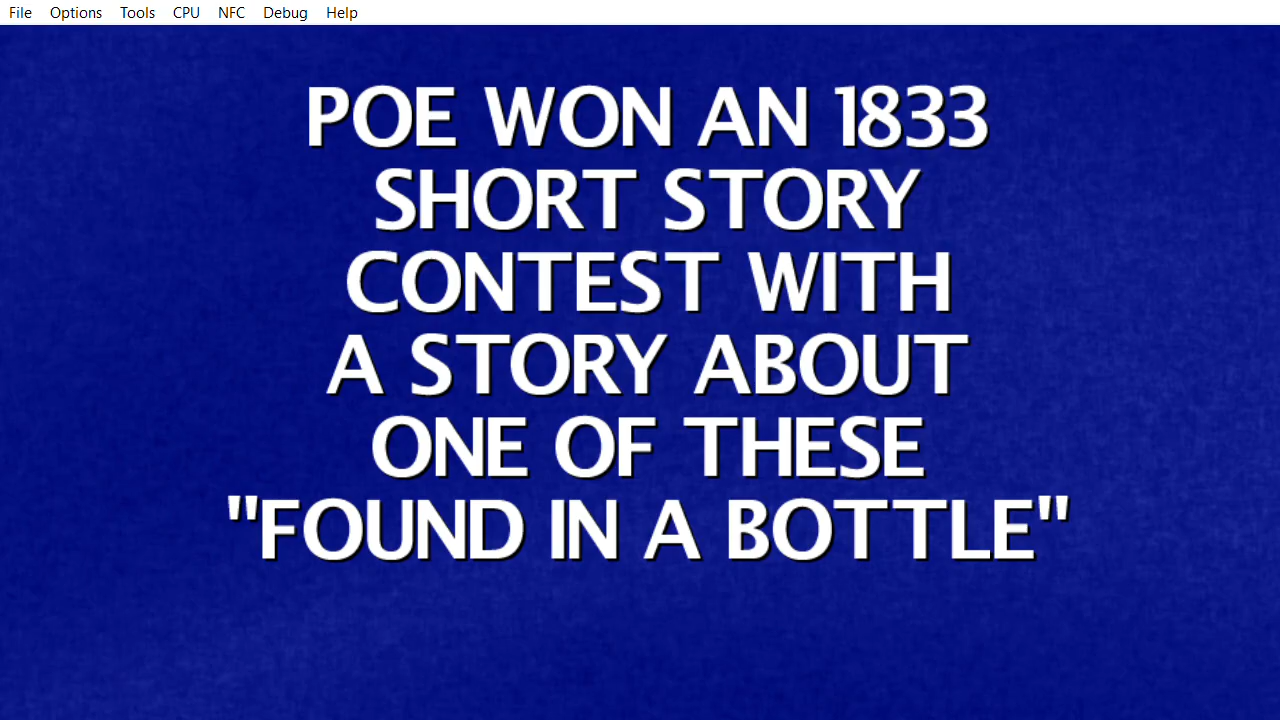 File Options Tools CPU NFC Debug Help
POE WON AN 1833
SHORT STORY
CONTEST WITH
A STORY ABOUT
ONE OF THESE
"FOUND IN A BOTTLE"